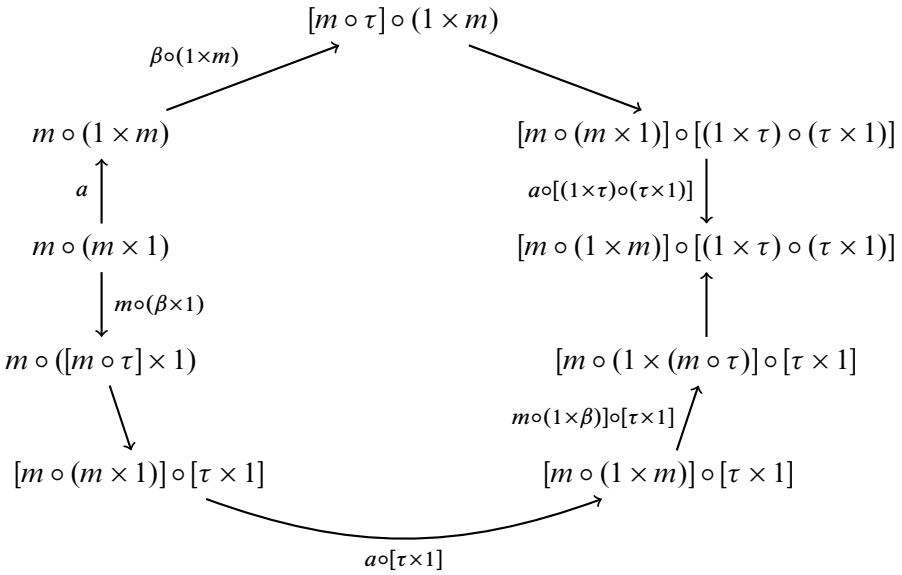 [m ∘ τ] ∘ (1 × m)
β∘(1×m)
m ∘ (1 × m)
[m ∘ (m × 1)] ∘ [(1 × τ) ∘ (τ × 1)]
a
a∘[(1×τ)∘(τ×1)]
m ∘ (m × 1)
[m ∘ (1 × m)] ∘ [(1 × τ) ∘ (τ × 1)]
m∘(β×1)
m ∘ ([m ∘ τ] × 1)
[m ∘ (1 × (m ∘ τ)] ∘ [τ × 1]
m∘(1×β)]∘[τ×1]
[m ∘ (m × 1)] ∘ [τ × 1]
[m ∘ (1 × m)] ∘ [τ × 1]
a∘[τ×1]